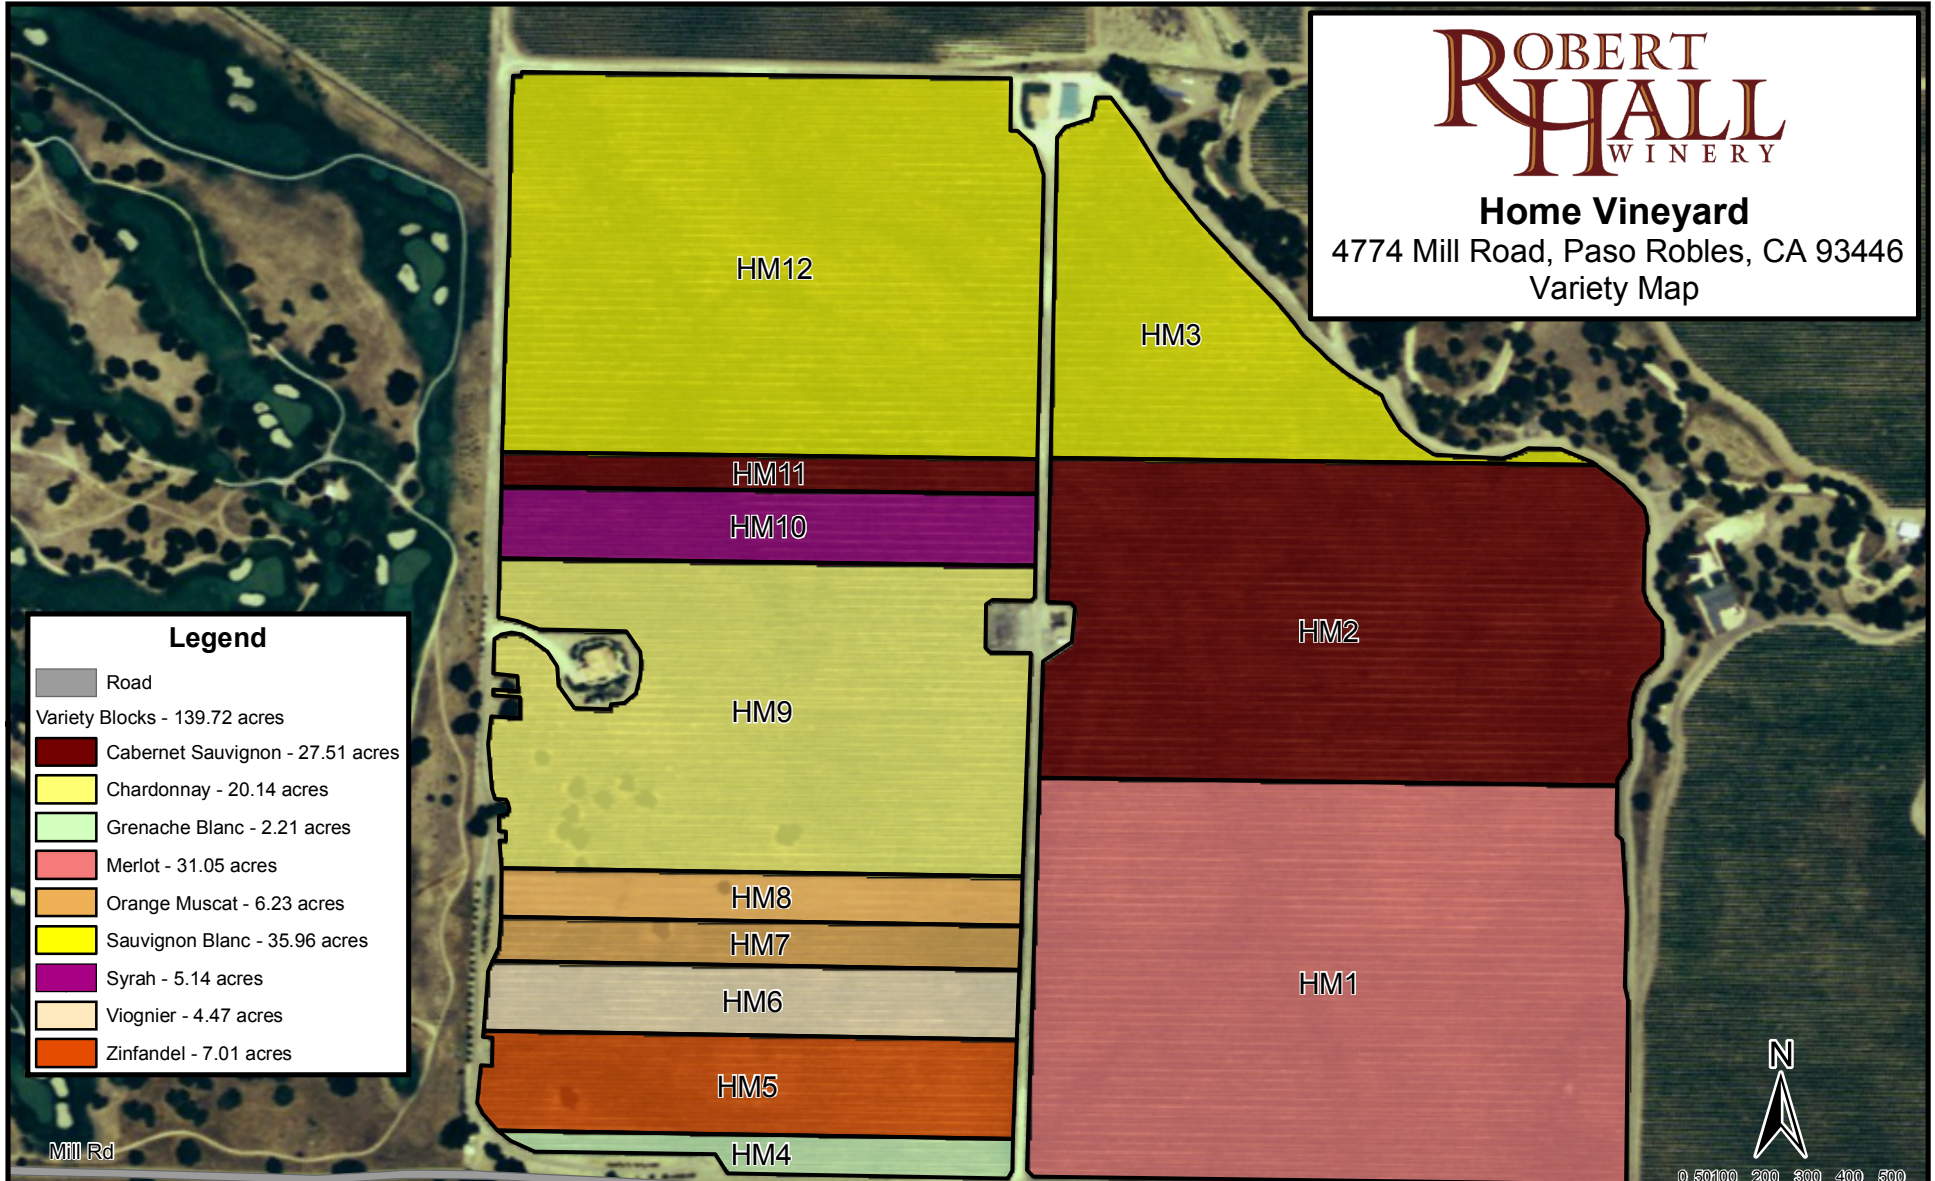 ROBERT
HALL
WINERY
Home Vineyard
4774 Mill Road, Paso Robles, CA 93446
Variety Map
HM12
HM3
HM11
HM10
HM2
HM9
HM8
HM7
HM6
HM1
HM5
HM4
Legend
Road
Variety Blocks - 139.72 acres
Cabernet Sauvignon - 27.51 acres
Chardonnay - 20.14 acres
Grenache Blanc - 2.21 acres
Merlot - 31.05 acres
Orange Muscat - 6.23 acres
Sauvignon Blanc - 35.96 acres
Syrah - 5.14 acres
Viognier - 4.47 acres
Zinfandel - 7.01 acres
Mill Rd
N
0 50100 200 300 400 500